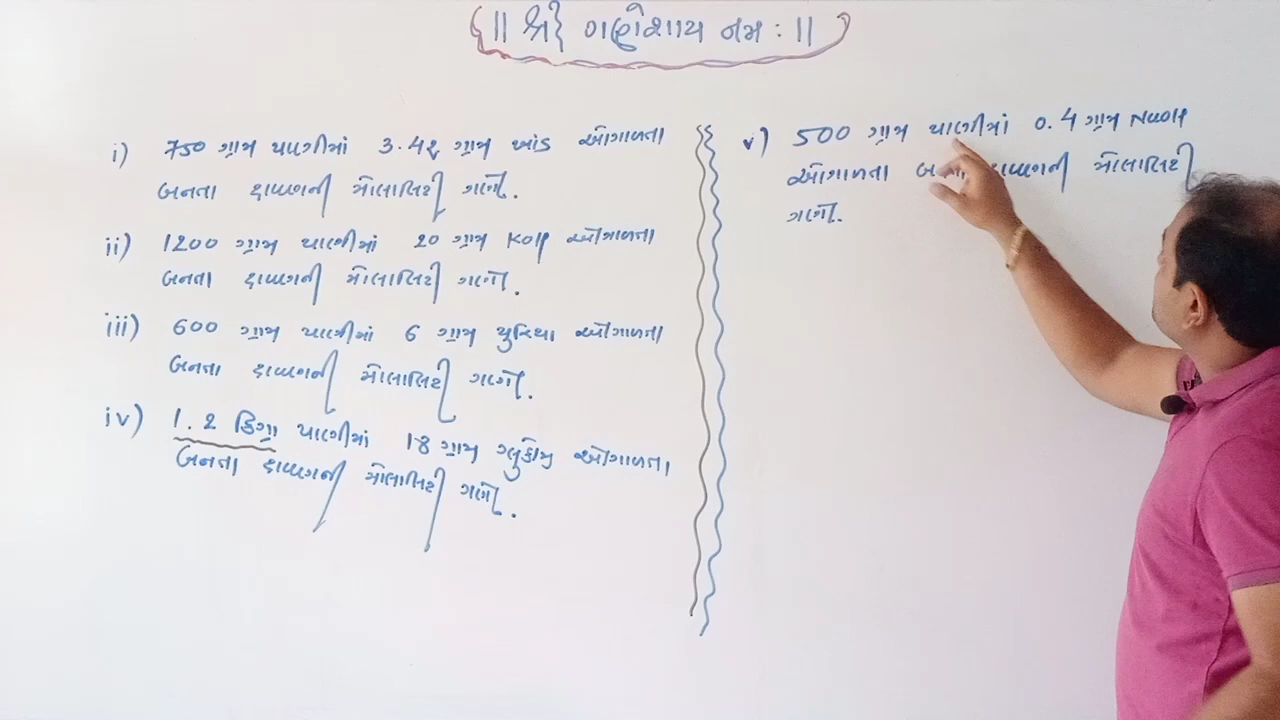 || શ્રી ગણેશાય નમઃ ||
i) 750 ગ્રામ પાણીમાં 3.42 ગ્રામ ખાંડ ઓગાળતા
બનતા દ્રાવણની મોલાલિટી ગણો.
ii) 1200 ગ્રામ પાણીમાં 20 ગ્રામ KOH ઓગાળતા
બનતા દ્રાવણની મોલાલિટી ગણો.
iii) 600 ગ્રામ પાણીમાં 6 ગ્રામ યુરિયા ઓગાળતા
બનતા દ્રાવણની મોલાલિટી ગણો.
iv) 1.2 કિગ્રા પાણીમાં 18 ગ્રામ ગ્લુકોઝ ઓગાળતા
બનતા દ્રાવણની મોલાલિટી ગણો.
v) 500 ગ્રામ પાણીમાં 0.4 ગ્રામ NaOH
ઓગાળતા દ્રાવણની મોલાલિટી
ગણો.